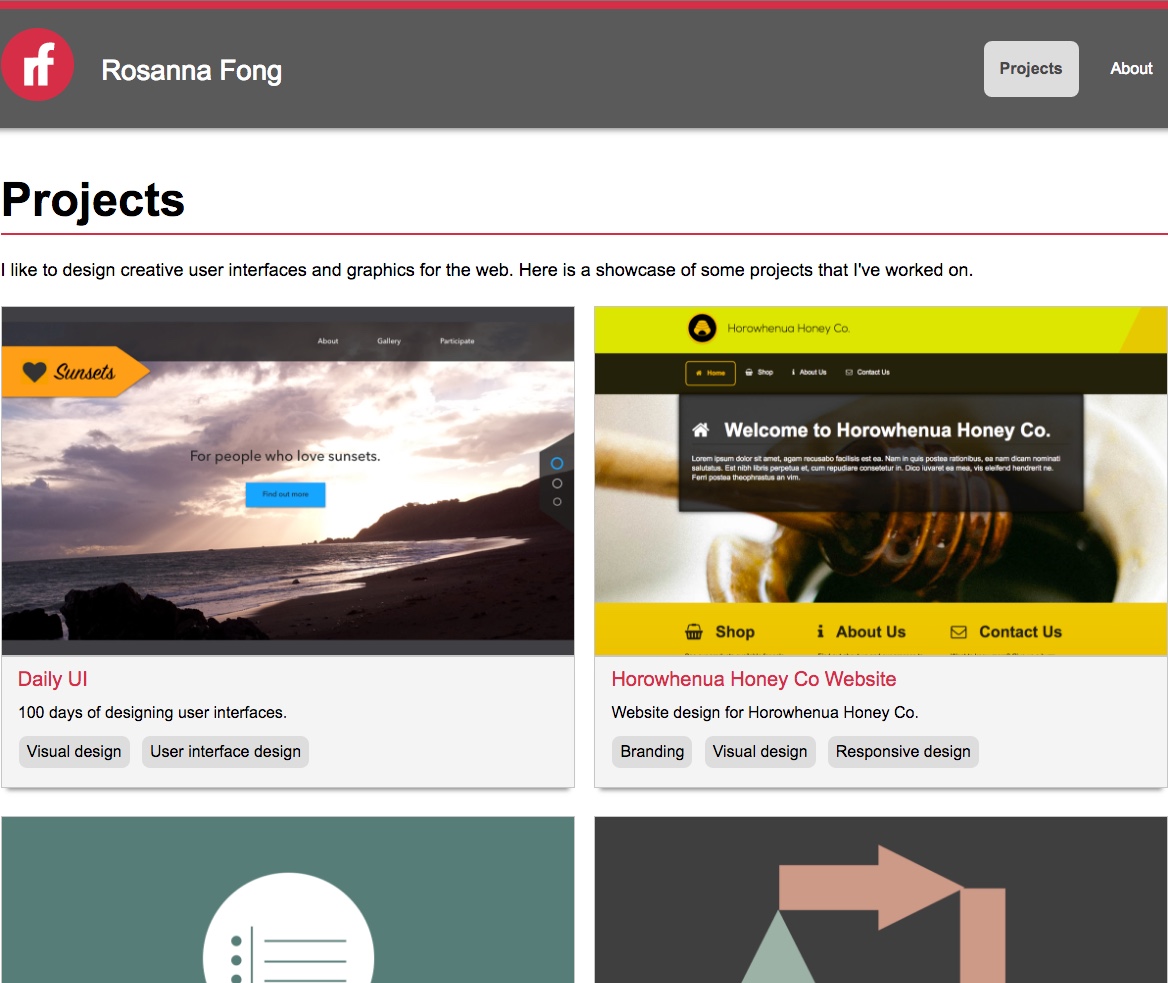 rf
Rosanna Fong
Projects
About
Projects
I like to design creative user interfaces and graphics for the web. Here is a showcase of some projects that I've worked on.
About
Gallery
Participate
Sunsets
For people who love sunsets.
Find out more
Daily UI
100 days of designing user interfaces.
Visual design
User interface design
Horowhenua Honey Co.
Home
Shop
About Us
Contact Us
Welcome to Horowhenua Honey Co.
Lorem ipsum dolor sit amet, agam recusabo facilisis est ea. Nam in quis postea rationibus, ea nam dicam nominati
salutatus. Est nibh libris perpetua et, cum repudiare consetetur in. Dico iuvaret ea mea, vis eleifend hendrerit ne.
Ferri postea theophrastus an vim.
Shop
About Us
Contact Us
Horowhenua Honey Co Website
Website design for Horowhenua Honey Co.
Branding
Visual design
Responsive design